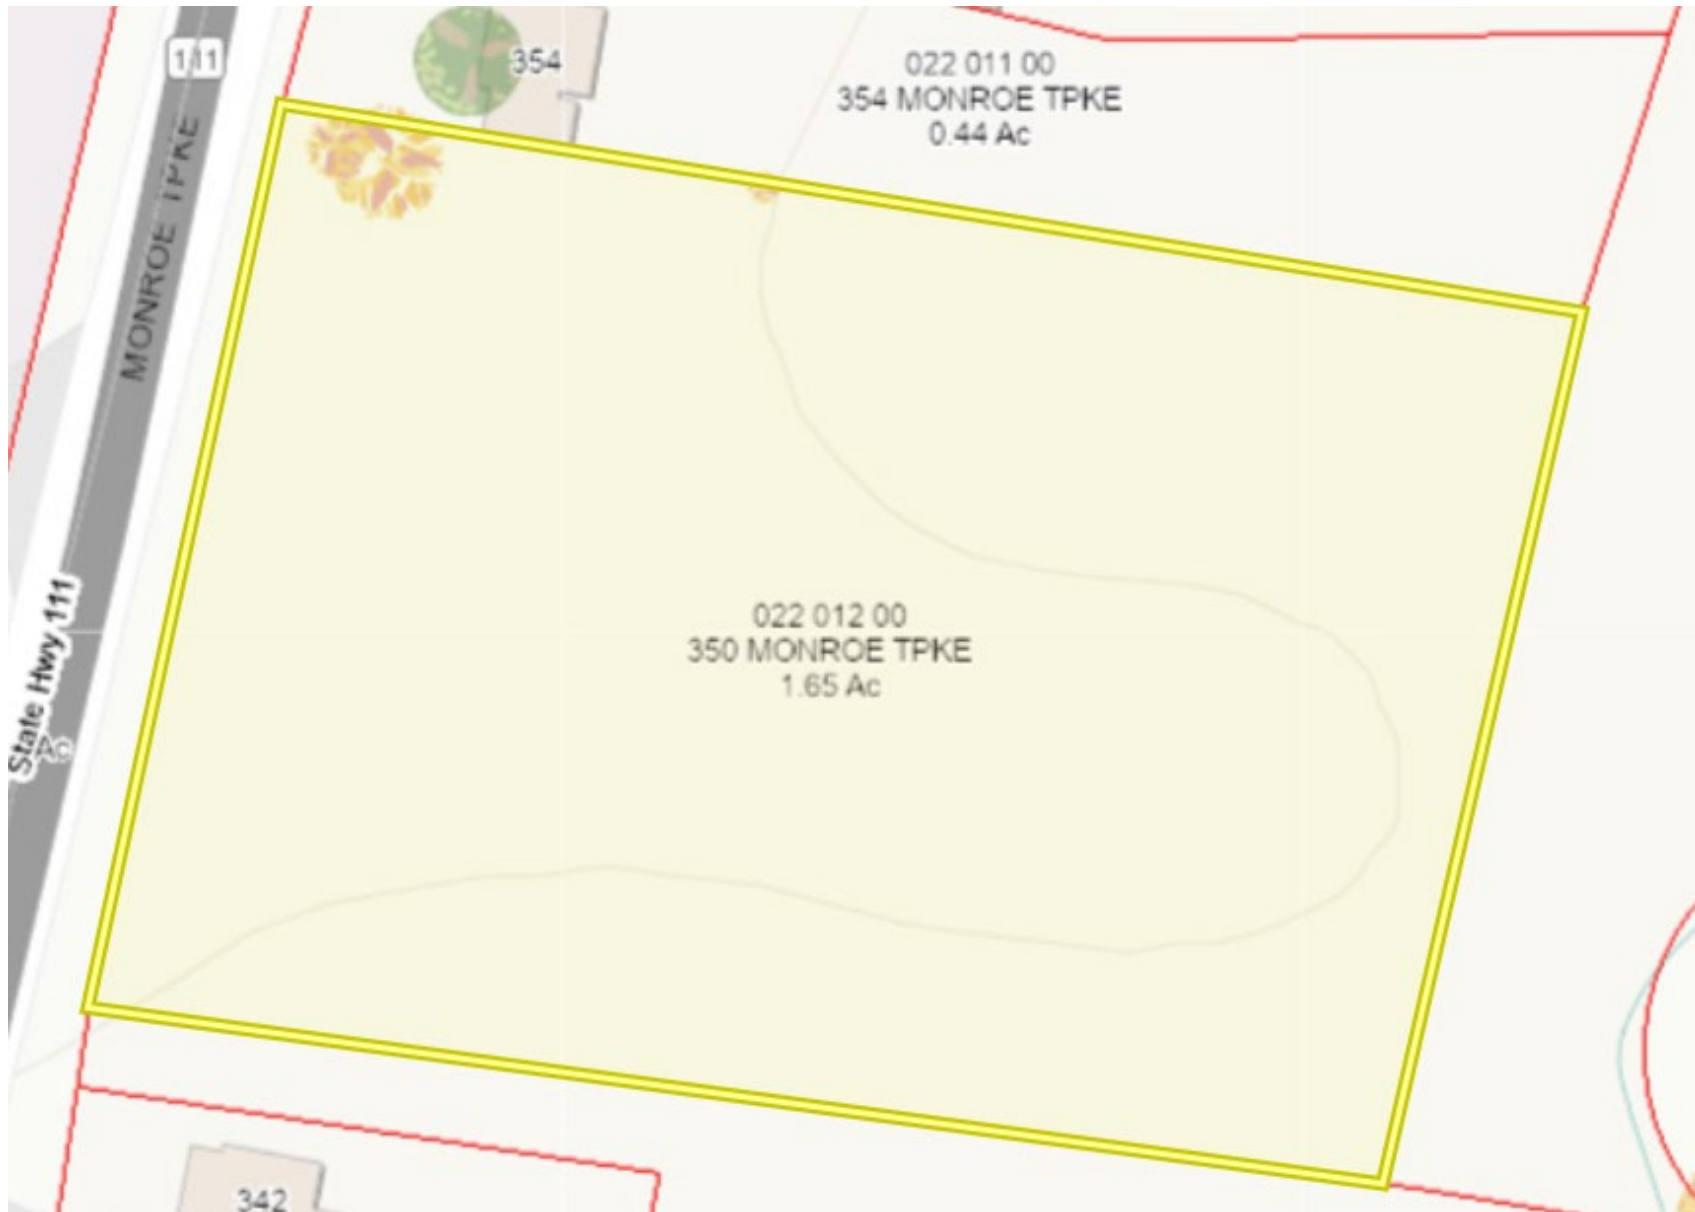 111
354
022 011 00
354 MONROE TPKE
0.44 Ac
MONROE TPKE
022 012 00
350 MONROE TPKE
1.65 Ac
State Hwy 111
342